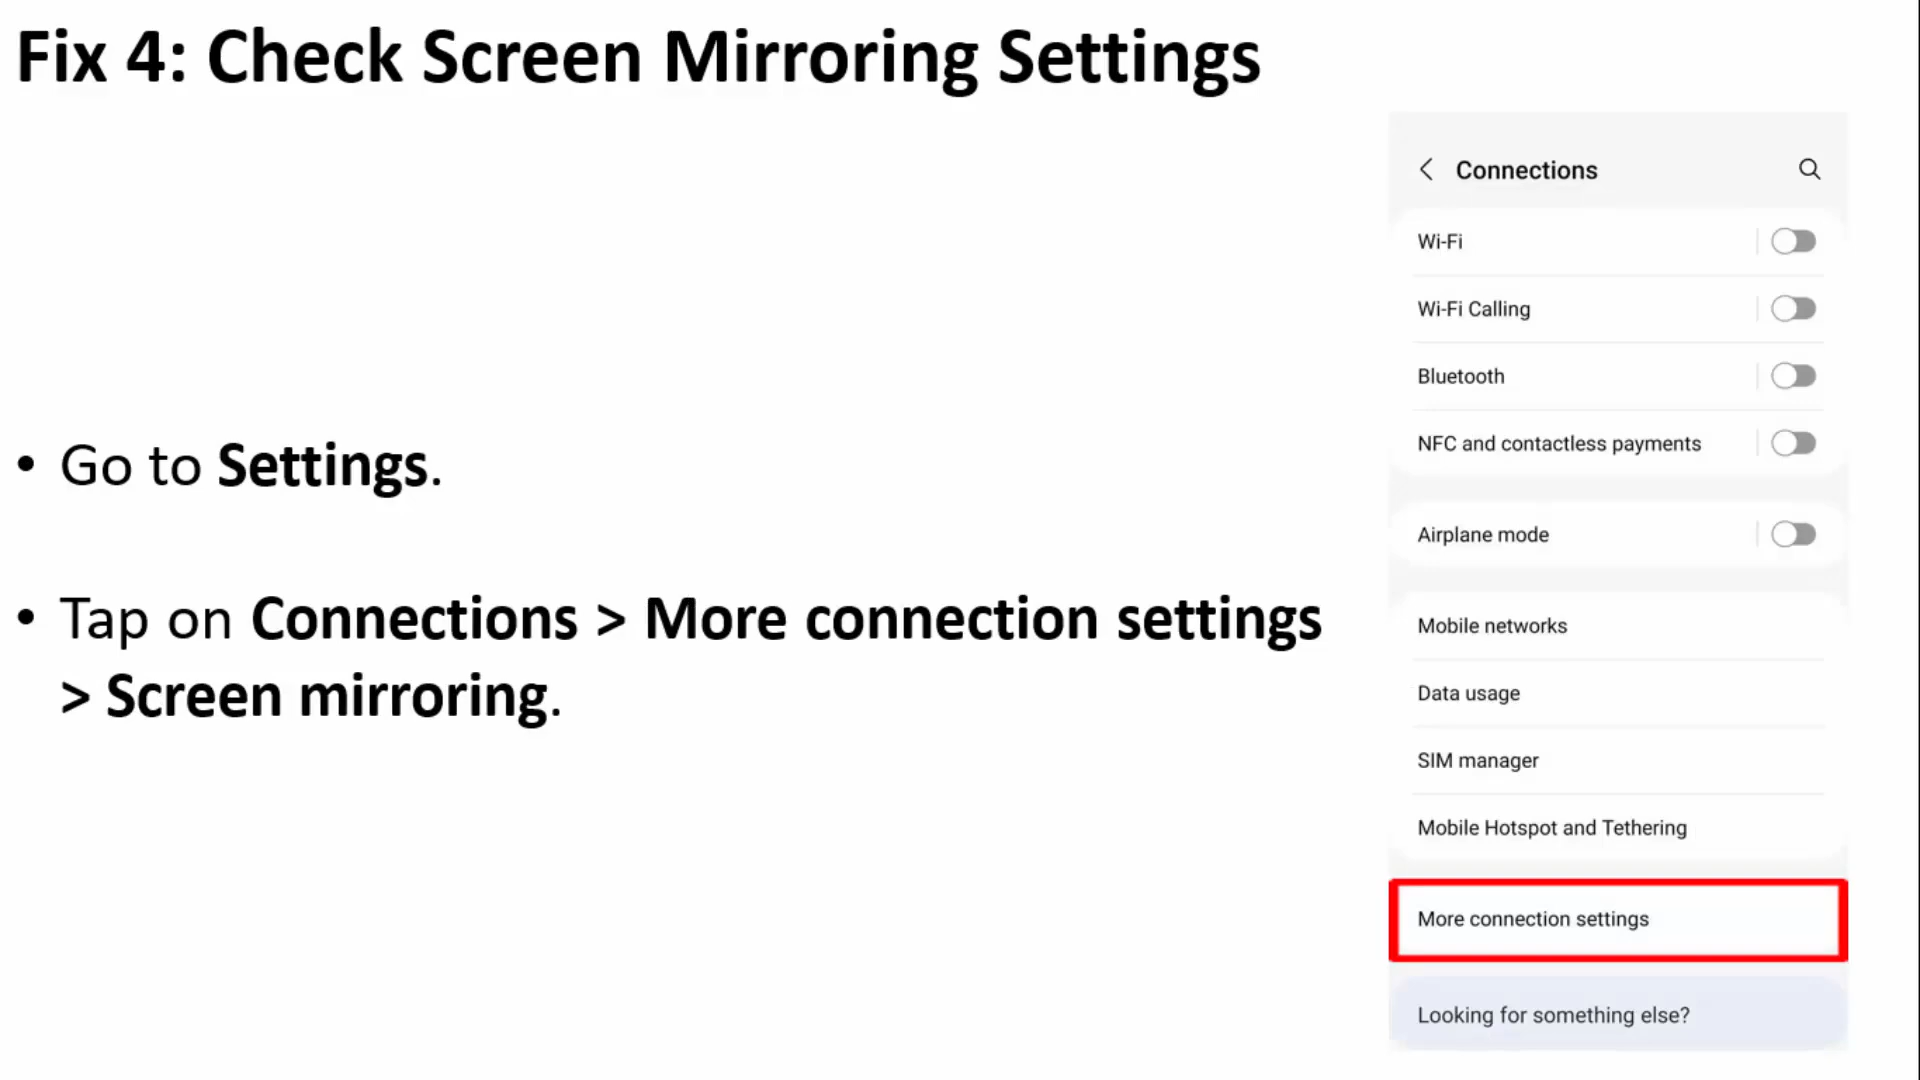 Fix 4: Check Screen Mirroring Settings
• Go to Settings.
• Tap on Connections > More connection settings
> Screen mirroring.
Connections
Wi-Fi
Wi-Fi Calling
Bluetooth
NFC and contactless payments
Airplane mode
Mobile networks
Data usage
SIM manager
Mobile Hotspot and Tethering
More connection settings
Looking for something else?